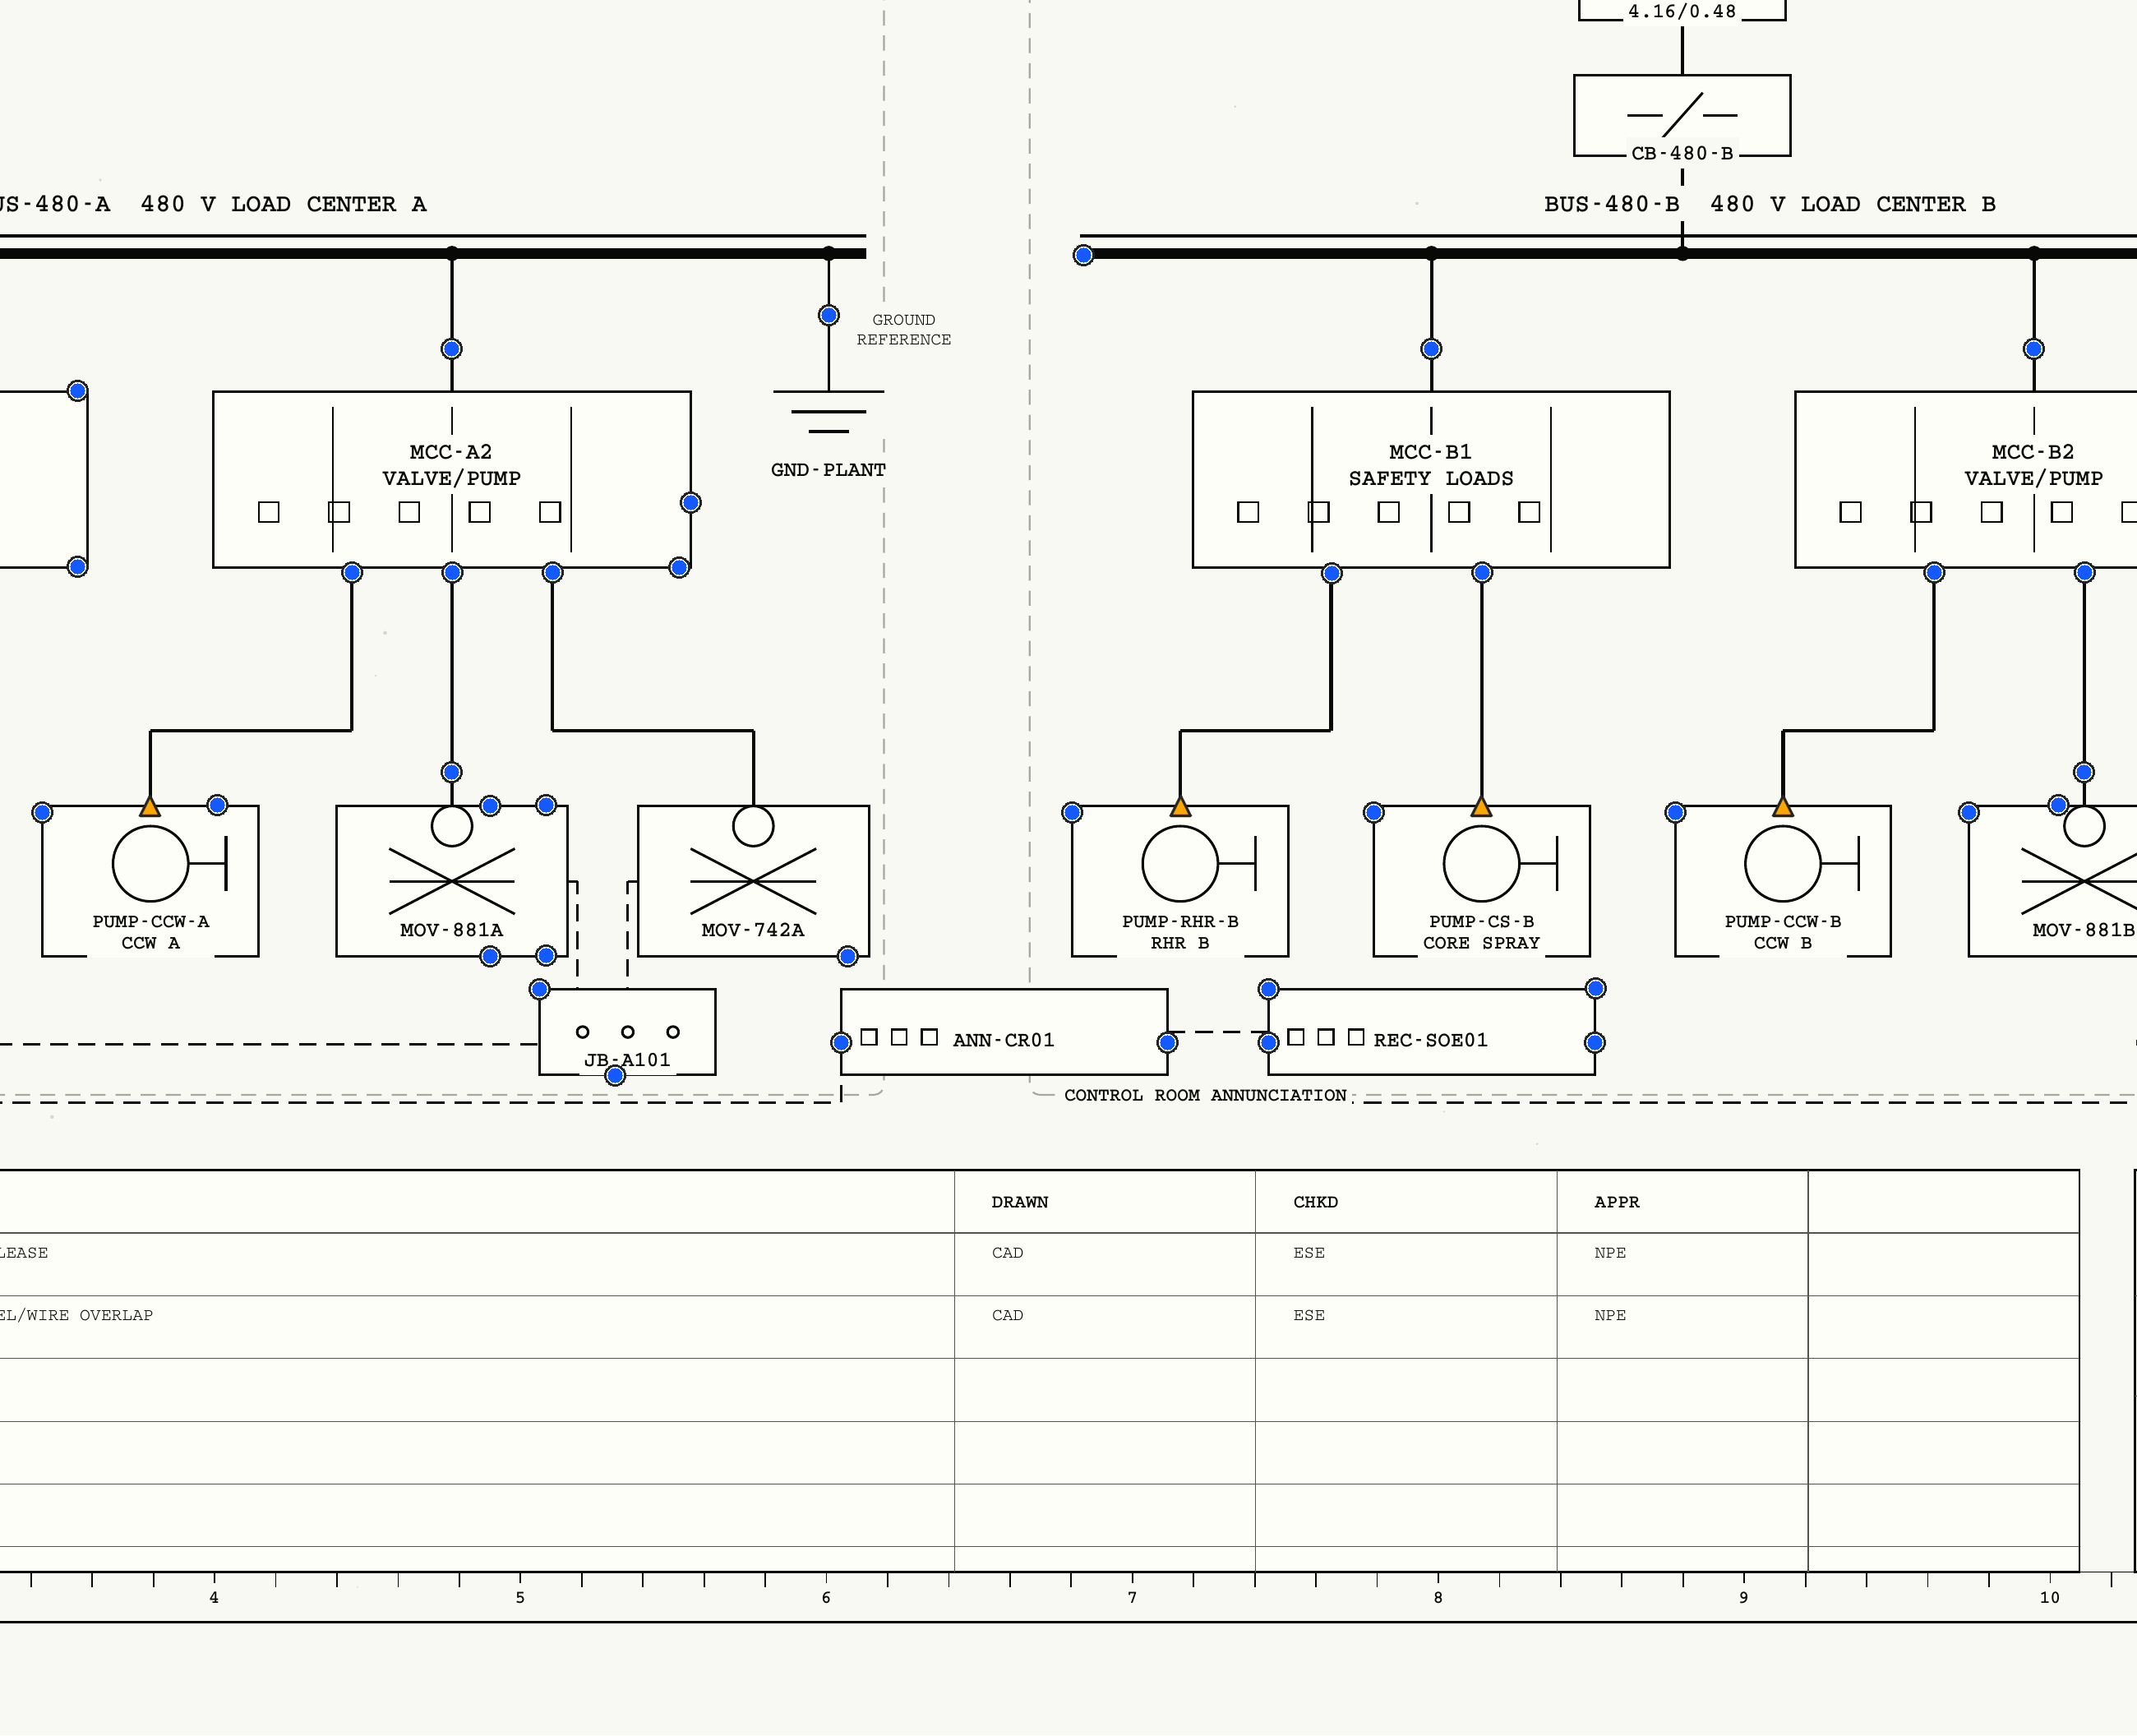 4.16/0.48
CB-480-B
US-480-A 480 V LOAD CENTER A
BUS-480-B 480 V LOAD CENTER B
GROUND
REFERENCE
MCC-A2
VALVE/PUMP
GND-PLANT
MCC-B1
SAFETY LOADS
MCC-B2
VALVE/PUMP
PUMP-CCW-A
CCW A
MOV-881A
MOV-742A
PUMP-RHR-B
RHR B
PUMP-CS-B
CORE SPRAY
PUMP-CCW-B
CCW B
MOV-881B
JB-A101
ANN-CR01
REC-SOE01
CONTROL ROOM ANNUNCIATION
DRAWN CHKD APPR
LEASE CAD ESE NPE
EL/WIRE OVERLAP CAD ESE NPE
4 5 6 7 8 9 10